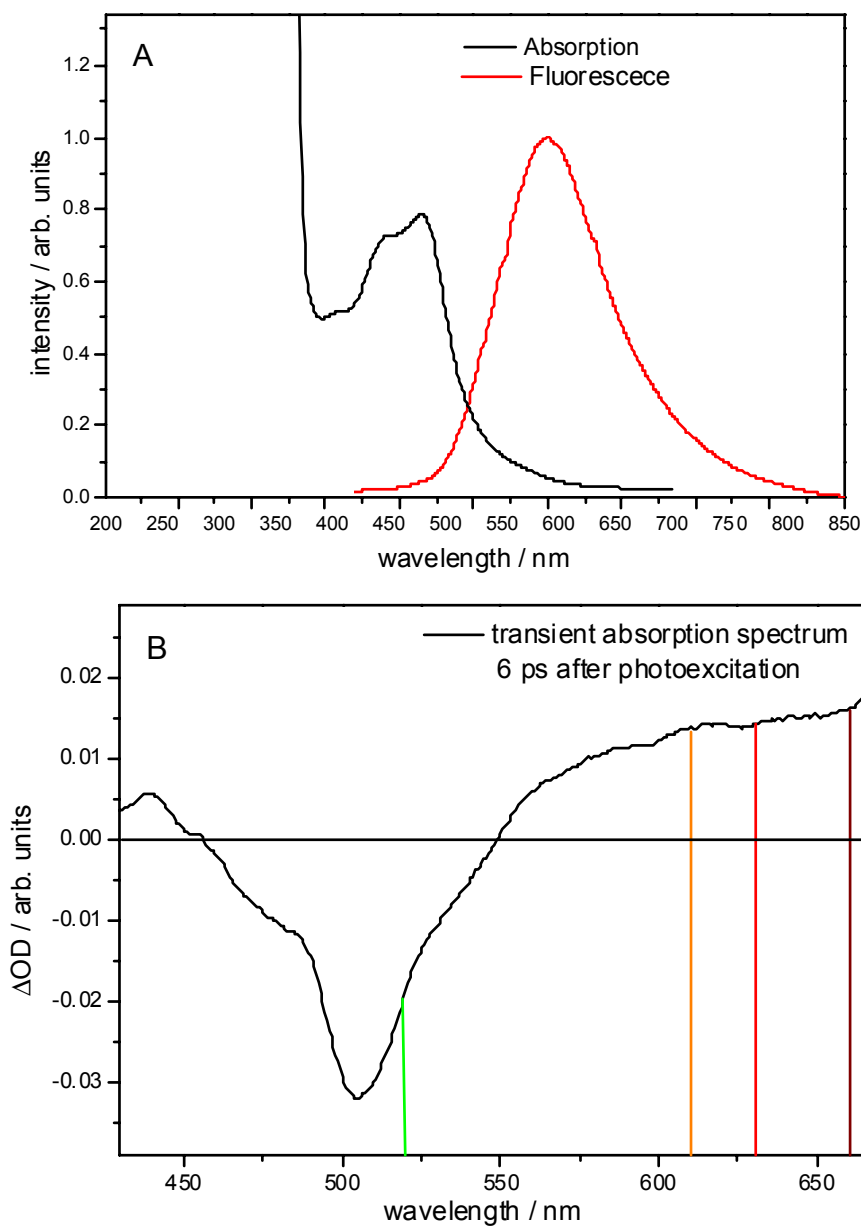 A
Absorption
Fluorescece
1.2
1.0
0.8
0.6
0.4
0.2
0.0
intensity / arb. units
200 250 300 350 400 450 500 550 600 650 700 750 800 850
wavelength / nm
B
transient absorption spectrum
6 ps after photoexcitation
0.02
0.01
0.00
-0.01
-0.02
-0.03
ΔOD / arb. units
450 500 550 600 650
wavelength / nm